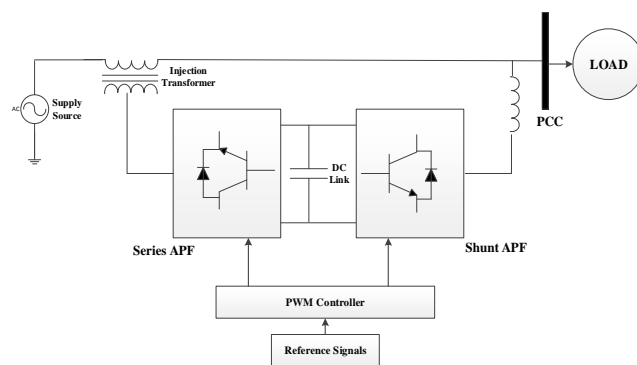 Injection
Transformer
AC
Supply
Source
LOAD
PCC
DC
Link
Series APF
Shunt APF
PWM Controller
Reference Signals